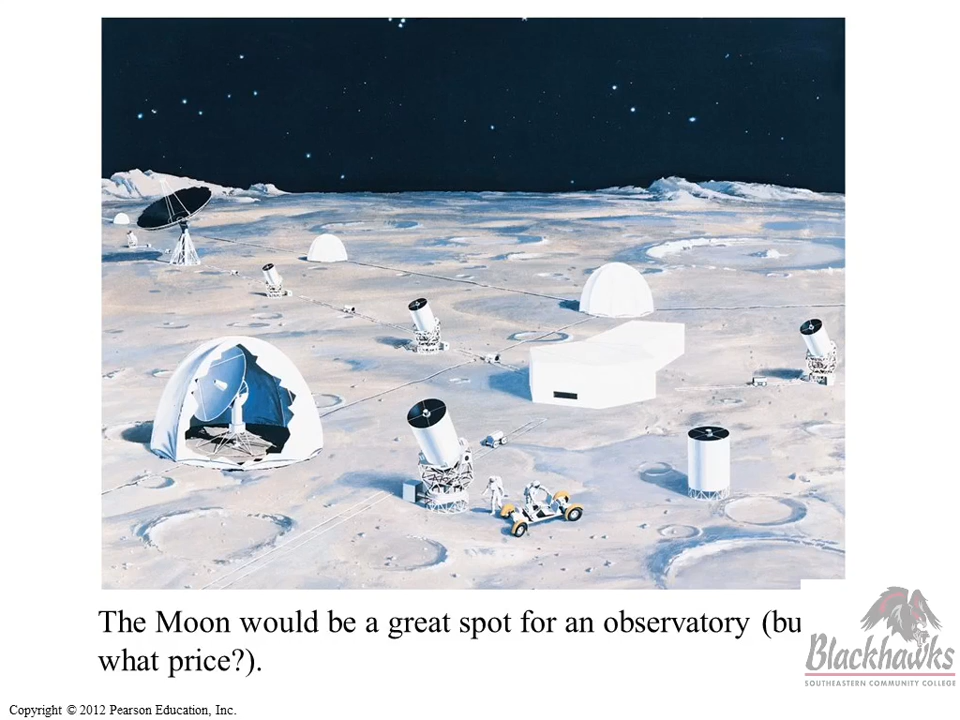 The Moon would be a great spot for an observatory (bu
what price?).
Blackhawks
SOUTHEASTERN COMMUNITY COLLEGE
Copyright © 2012 Pearson Education, Inc.